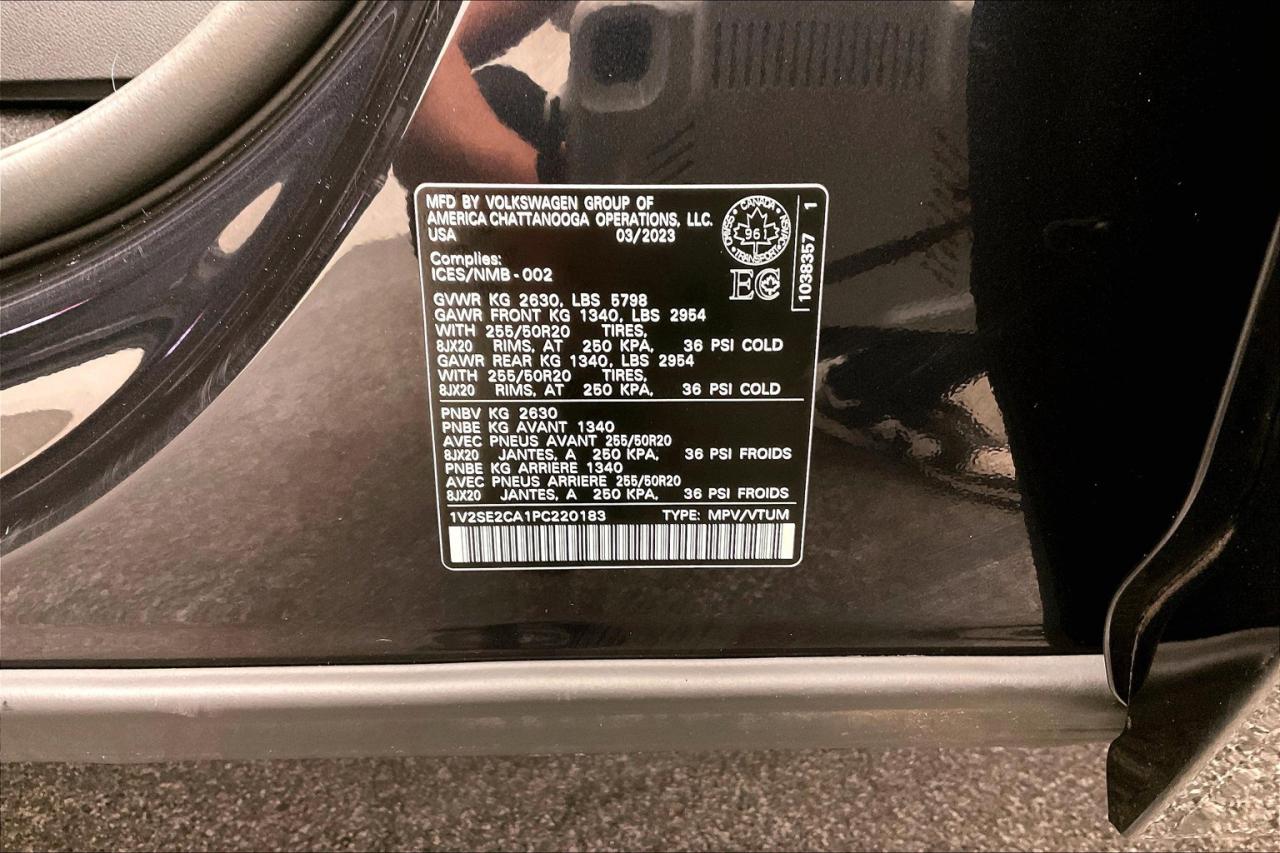 MFD BY VOLKSWAGEN GROUP OF
AMERICA CHATTANOOGA OPERATIONS, LLC.
USA 03/2023
CANADA
96
TRANSPORT
1038357 1
Complies:
ICES/NMB-002
EC
GVWR KG 2630, LBS 5798
GAWR FRONT KG 1340, LBS 2954
WITH 255/50R20 TIRES,
8JX20 RIMS, AT 250 KPA, 36 PSI COLD
GAWR REAR KG 1340, LBS 2954
WITH 255/50R20 TIRES,
8JX20 RIMS, AT 250 KPA, 36 PSI COLD
PNBV KG 2630
PNBE KG AVANT 1340
AVEC PNEUS AVANT 255/50R20
8JX20 JANTES, A 250 KPA, 36 PSI FROIDS
PNBE KG ARRIERE 1340
AVEC PNEUS ARRIERE 255/50R20
8JX20 JANTES, A 250 KPA, 36 PSI FROIDS
1V2SE2CA1PC220183 TYPE: MPV/VTUM